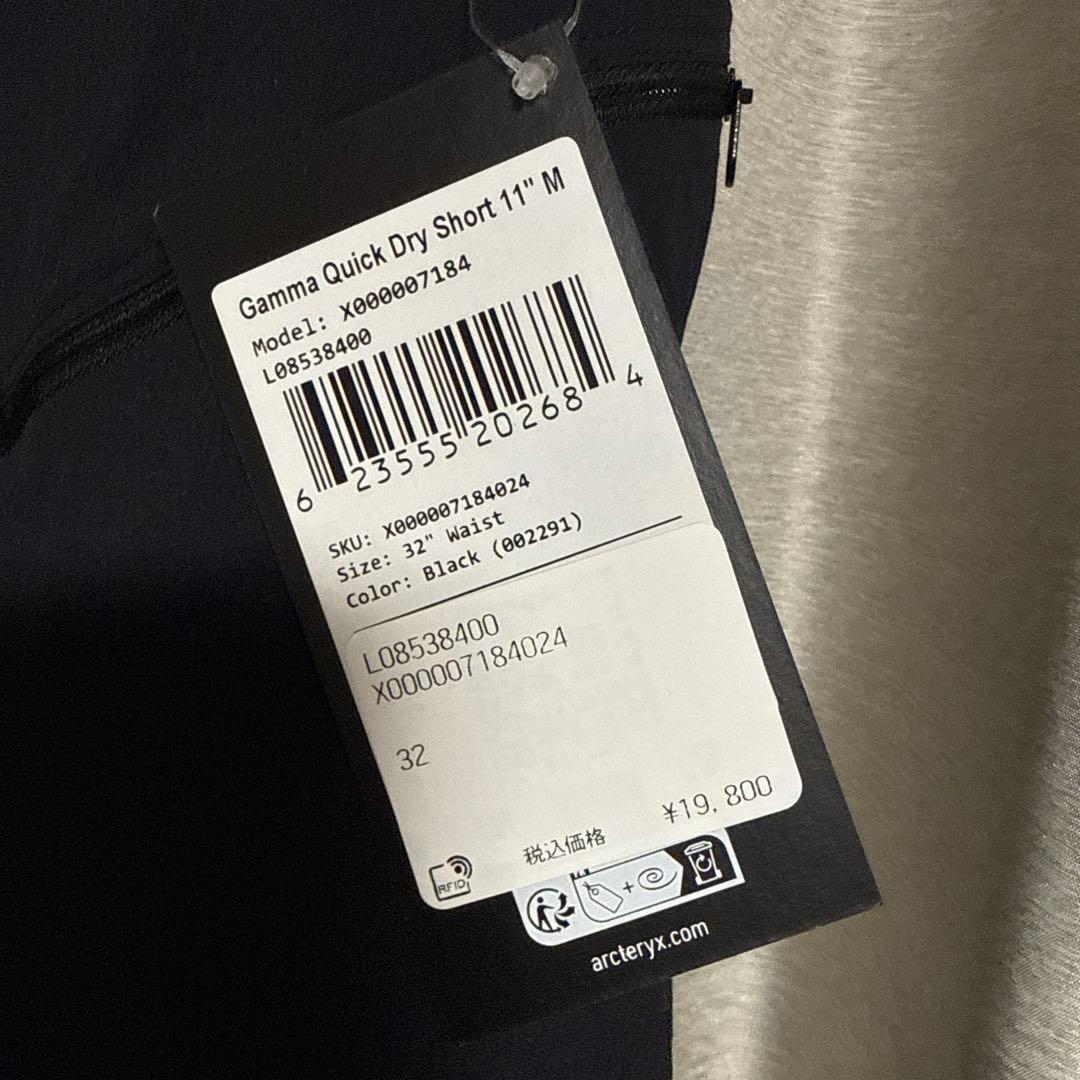 Gamma Quick Dry Short 11" M
Model: X000007184
L08538400
6 23555 20268 4
SKU: X000007184024
Size: 32" Waist
Color: Black (002291)
L08538400
X000007184024
32
¥19,800
税込価格
RFID
+
arcteryx.com